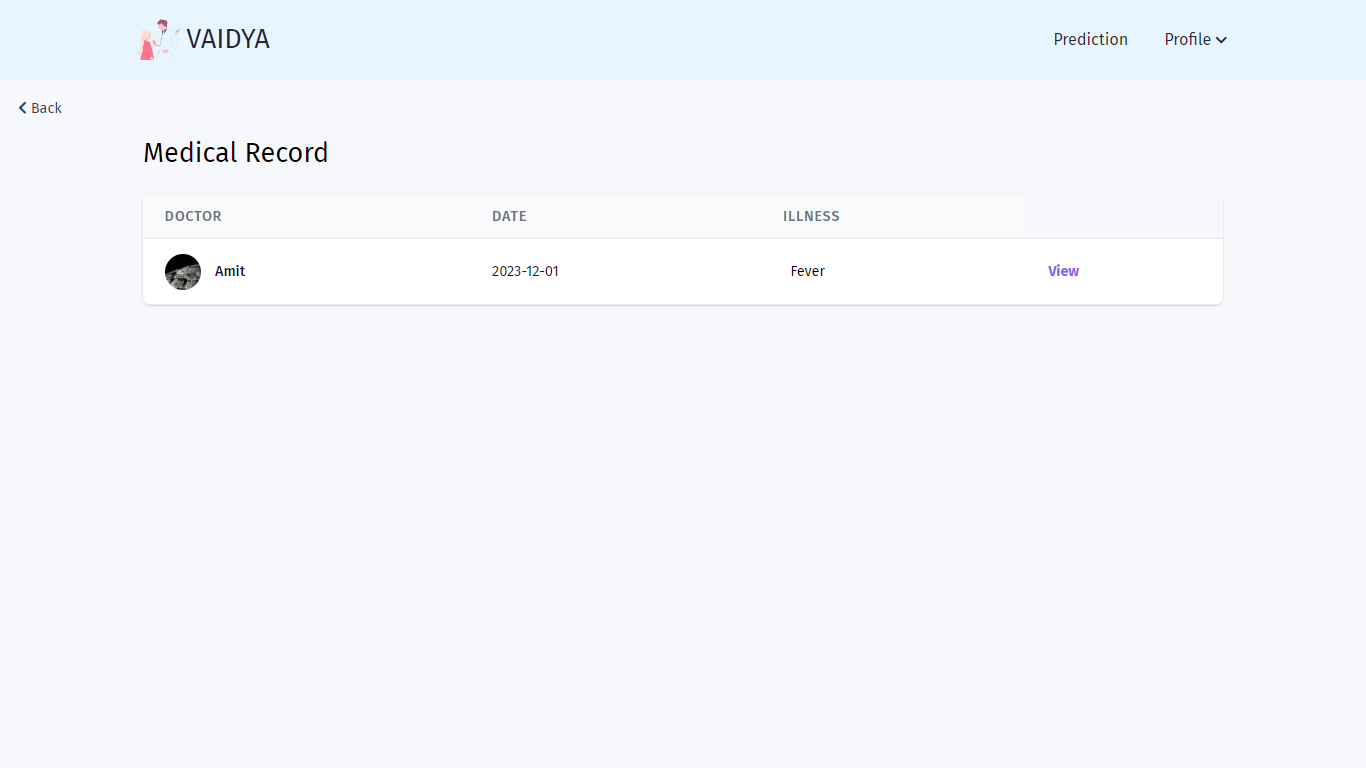 VAIDYA
Prediction
Profile
Back
Medical Record
DOCTOR DATE ILLNESS
Amit 2023-12-01 Fever View